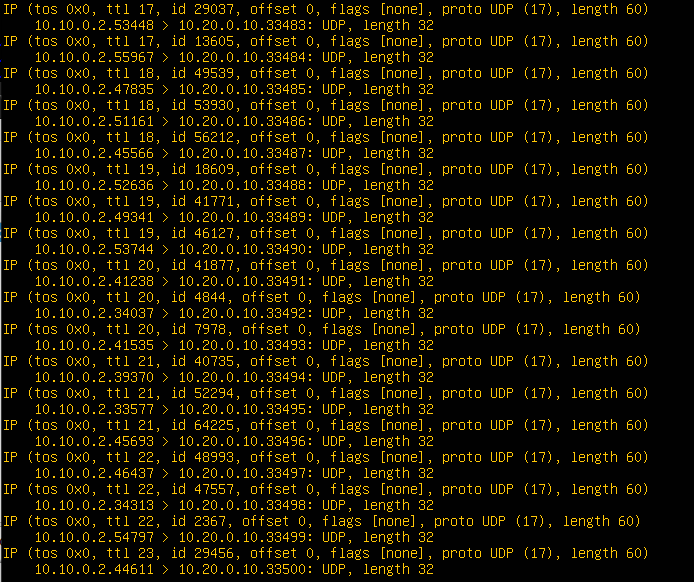 IP (tos 0x0, ttl 17, id 29037, offset 0, flags [none], proto UDP (17), length 60)
10.10.0.2.53448 > 10.20.0.10.33483: UDP, length 32
IP (tos 0x0, ttl 17, id 13605, offset 0, flags [none], proto UDP (17), length 60)
10.10.0.2.55967 > 10.20.0.10.33484: UDP, length 32
IP (tos 0x0, ttl 18, id 49539, offset 0, flags [none], proto UDP (17), length 60)
10.10.0.2.47835 > 10.20.0.10.33485: UDP, length 32
IP (tos 0x0, ttl 18, id 53930, offset 0, flags [none], proto UDP (17), length 60)
10.10.0.2.51161 > 10.20.0.10.33486: UDP, length 32
IP (tos 0x0, ttl 18, id 56212, offset 0, flags [none], proto UDP (17), length 60)
10.10.0.2.45566 > 10.20.0.10.33487: UDP, length 32
IP (tos 0x0, ttl 19, id 18609, offset 0, flags [none], proto UDP (17), length 60)
10.10.0.2.52636 > 10.20.0.10.33488: UDP, length 32
IP (tos 0x0, ttl 19, id 41771, offset 0, flags [none], proto UDP (17), length 60)
10.10.0.2.49341 > 10.20.0.10.33489: UDP, length 32
IP (tos 0x0, ttl 19, id 46127, offset 0, flags [none], proto UDP (17), length 60)
10.10.0.2.53744 > 10.20.0.10.33490: UDP, length 32
IP (tos 0x0, ttl 20, id 41877, offset 0, flags [none], proto UDP (17), length 60)
10.10.0.2.41238 > 10.20.0.10.33491: UDP, length 32
IP (tos 0x0, ttl 20, id 4844, offset 0, flags [none], proto UDP (17), length 60)
10.10.0.2.34037 > 10.20.0.10.33492: UDP, length 32
IP (tos 0x0, ttl 20, id 7978, offset 0, flags [none], proto UDP (17), length 60)
10.10.0.2.41535 > 10.20.0.10.33493: UDP, length 32
IP (tos 0x0, ttl 21, id 40735, offset 0, flags [none], proto UDP (17), length 60)
10.10.0.2.39370 > 10.20.0.10.33494: UDP, length 32
IP (tos 0x0, ttl 21, id 52294, offset 0, flags [none], proto UDP (17), length 60)
10.10.0.2.33577 > 10.20.0.10.33495: UDP, length 32
IP (tos 0x0, ttl 21, id 64225, offset 0, flags [none], proto UDP (17), length 60)
10.10.0.2.45693 > 10.20.0.10.33496: UDP, length 32
IP (tos 0x0, ttl 22, id 48993, offset 0, flags [none], proto UDP (17), length 60)
10.10.0.2.46437 > 10.20.0.10.33497: UDP, length 32
IP (tos 0x0, ttl 22, id 47557, offset 0, flags [none], proto UDP (17), length 60)
10.10.0.2.34313 > 10.20.0.10.33498: UDP, length 32
IP (tos 0x0, ttl 22, id 2367, offset 0, flags [none], proto UDP (17), length 60)
10.10.0.2.54797 > 10.20.0.10.33499: UDP, length 32
IP (tos 0x0, ttl 23, id 29456, offset 0, flags [none], proto UDP (17), length 60)
10.10.0.2.44611 > 10.20.0.10.33500: UDP, length 32